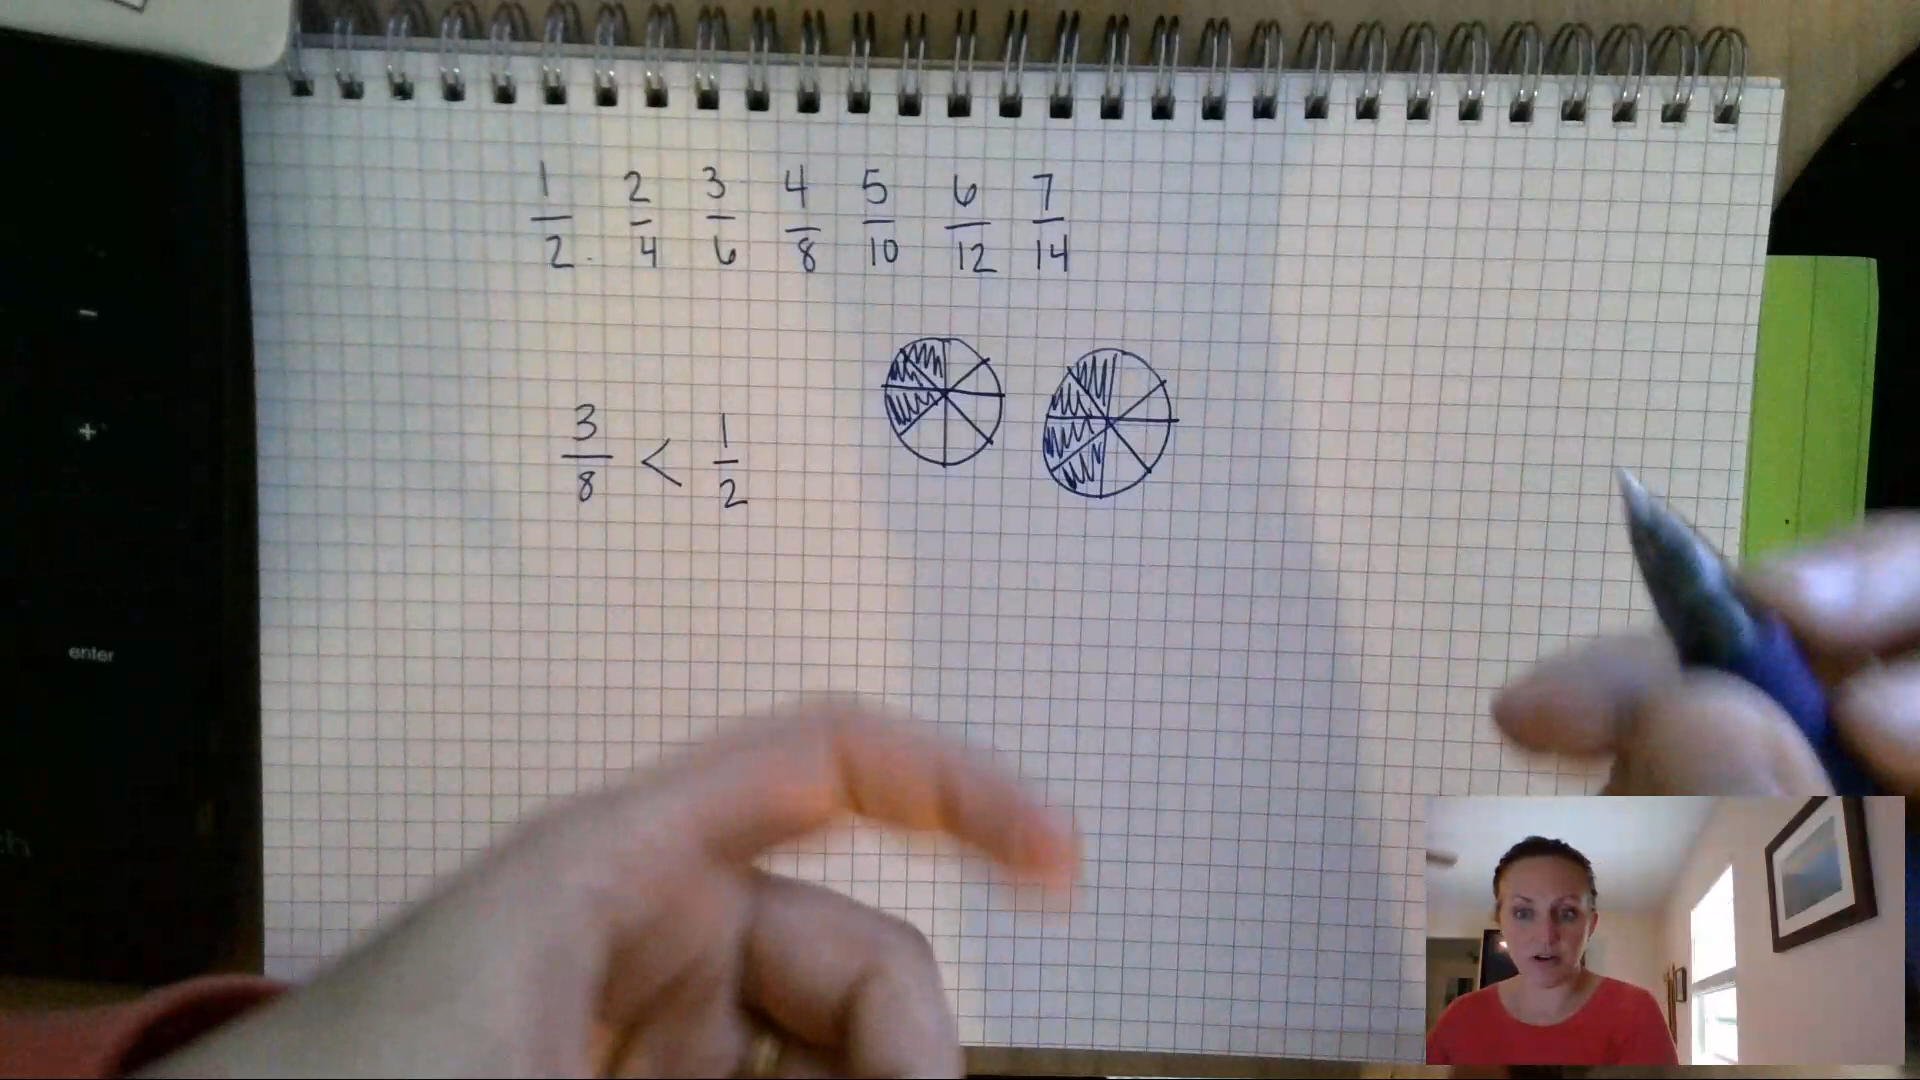 1/2 2/4 3/6 4/8 5/10 6/12 7/14
3/8 < 1/2
-
+
enter